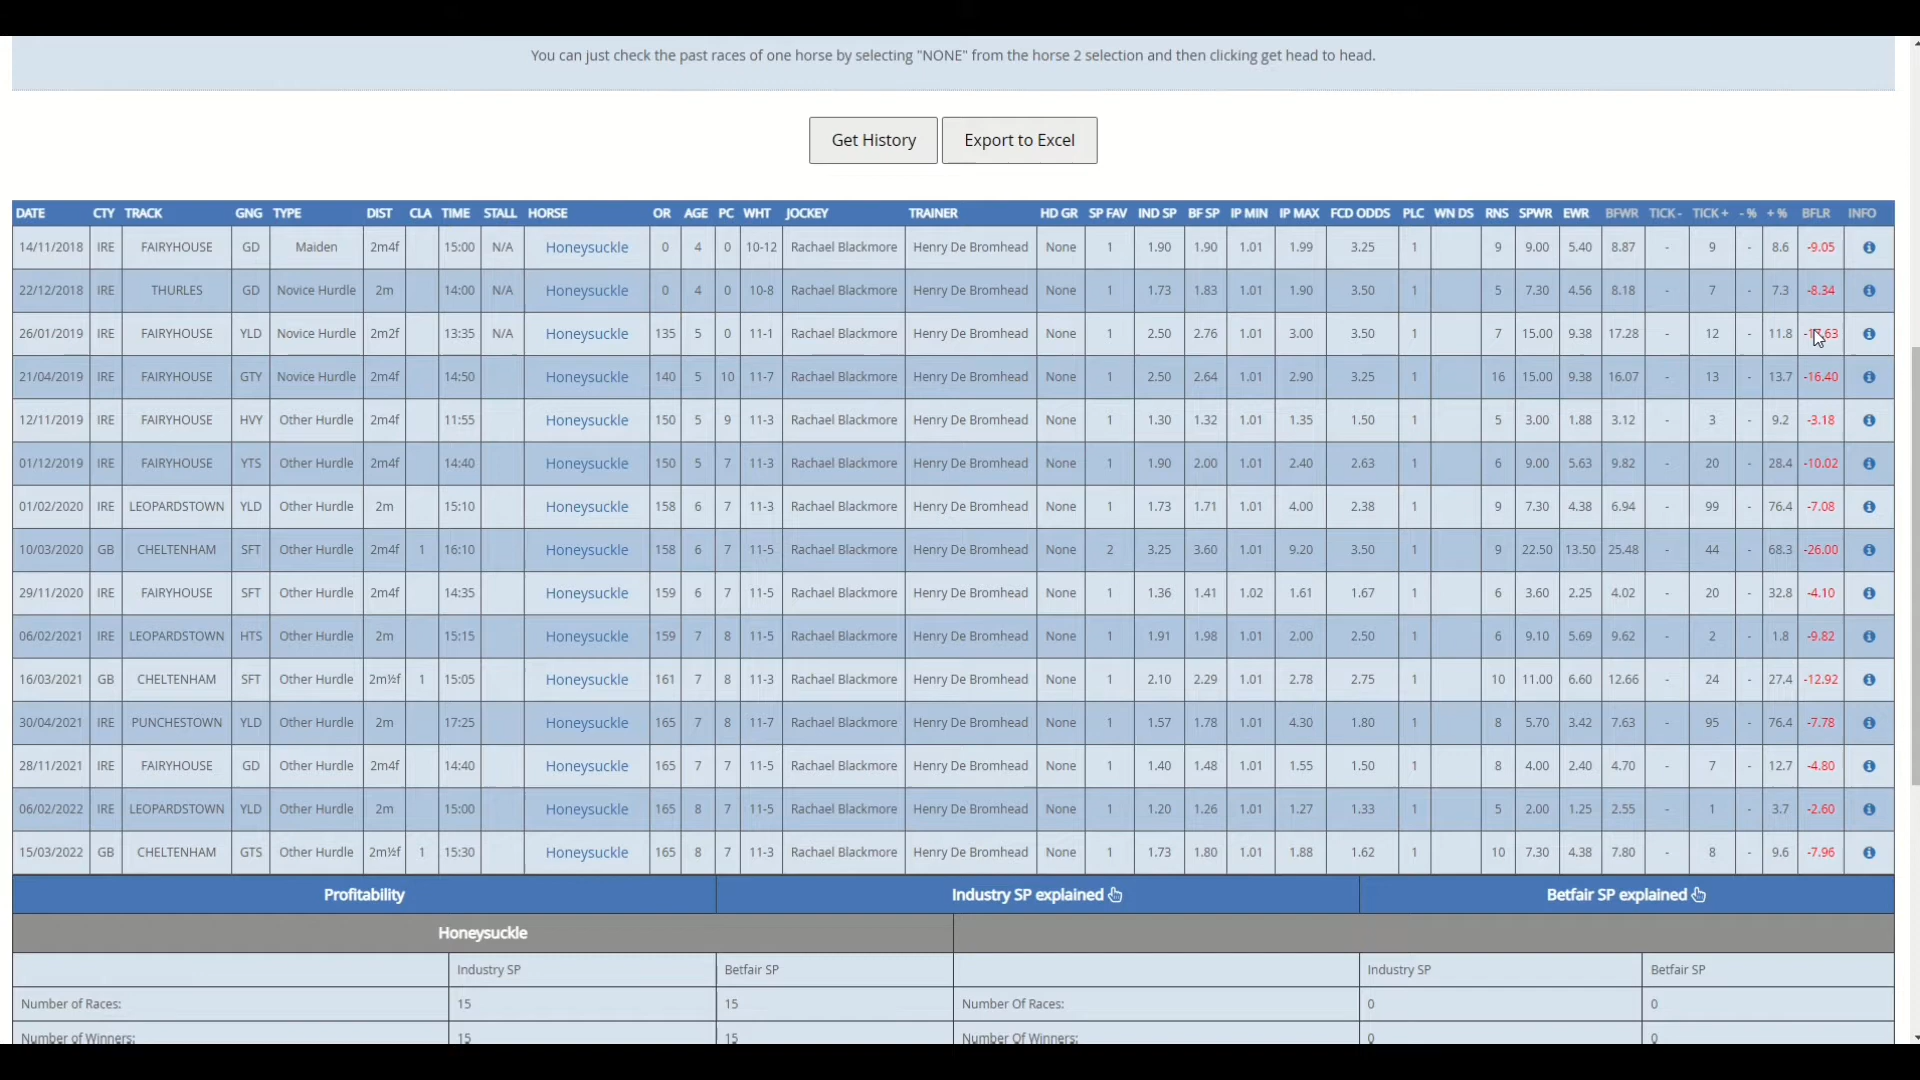 You can just check the past races of one horse by selecting "NONE" from the horse 2 selection and then clicking get head to head.
Get History Export to Excel
DATE CTY TRACK GNG TYPE DIST CLA TIME STALL HORSE OR AGE PC WHT JOCKEY TRAINER HD GR SP FAV IND SP BF SP IP MIN IP MAX FCD ODDS PLC WN DS RNS SPWR EWR BFWR TICK - TICK + - % + % BFLR INFO
14/11/2018 IRE FAIRYHOUSE GD Maiden 2m4f 15:00 N/A Honeysuckle 0 4 0 10-12 Rachael Blackmore Henry De Bromhead None 1 1.90 1.90 1.01 1.99 3.25 1 9 9.00 5.40 8.87 - 9 - 8.6 -9.05
22/12/2018 IRE THURLES GD Novice Hurdle 2m 14:00 N/A Honeysuckle 0 4 0 10-8 Rachael Blackmore Henry De Bromhead None 1 1.73 1.83 1.01 1.90 3.50 1 5 7.30 4.56 8.18 - 7 - 7.3 -8.34
26/01/2019 IRE FAIRYHOUSE YLD Novice Hurdle 2m2f 13:35 N/A Honeysuckle 135 5 0 11-1 Rachael Blackmore Henry De Bromhead None 1 2.50 2.76 1.01 3.00 3.50 1 7 15.00 9.38 17.28 - 12 - 11.8
21/04/2019 IRE FAIRYHOUSE GTY Novice Hurdle 2m4f 14:50 Honeysuckle 140 5 10 11-7 Rachael Blackmore Henry De Bromhead None 1 2.50 2.64 1.01 2.90 3.25 1 16 15.00 9.38 16.07 - 13 - 13.7 -16.40
12/11/2019 IRE FAIRYHOUSE HVY Other Hurdle 2m4f 11:55 Honeysuckle 150 5 9 11-3 Rachael Blackmore Henry De Bromhead None 1 1.30 1.32 1.01 1.35 1.50 1 5 3.00 1.88 3.12 - 3 - 9.2 -3.18
01/12/2019 IRE FAIRYHOUSE YTS Other Hurdle 2m4f 14:40 Honeysuckle 150 5 7 11-3 Rachael Blackmore Henry De Bromhead None 1 1.90 2.00 1.01 2.40 2.63 1 6 9.00 5.63 9.82 - 20 - 28.4 -10.02
01/02/2020 IRE LEOPARDSTOWN YLD Other Hurdle 2m 15:10 Honeysuckle 158 6 7 11-3 Rachael Blackmore Henry De Bromhead None 1 1.73 1.71 1.01 4.00 2.38 1 9 7.30 4.38 6.94 - 99 - 76.4 -7.08
10/03/2020 GB CHELTENHAM SFT Other Hurdle 2m4f 1 16:10 Honeysuckle 158 6 7 11-5 Rachael Blackmore Henry De Bromhead None 2 3.25 3.60 1.01 9.20 3.50 1 9 22.50 13.50 25.48 - 44 - 68.3 -26.00
29/11/2020 IRE FAIRYHOUSE SFT Other Hurdle 2m4f 14:35 Honeysuckle 159 6 7 11-5 Rachael Blackmore Henry De Bromhead None 1 1.36 1.41 1.02 1.61 1.67 1 6 3.60 2.25 4.02 - 20 - 32.8 -4.10
06/02/2021 IRE LEOPARDSTOWN HTS Other Hurdle 2m 15:15 Honeysuckle 159 7 8 11-5 Rachael Blackmore Henry De Bromhead None 1 1.91 1.98 1.01 2.00 2.50 1 6 9.10 5.69 9.62 - 2 - 1.8 -9.82
16/03/2021 GB CHELTENHAM SFT Other Hurdle 2m½f 1 15:05 Honeysuckle 161 7 8 11-3 Rachael Blackmore Henry De Bromhead None 1 2.10 2.29 1.01 2.78 2.75 1 10 11.00 6.60 12.66 - 24 - 27.4 -12.92
30/04/2021 IRE PUNCHESTOWN YLD Other Hurdle 2m 17:25 Honeysuckle 165 7 8 11-7 Rachael Blackmore Henry De Bromhead None 1 1.57 1.78 1.01 4.30 1.80 1 8 5.70 3.42 7.63 - 95 - 76.4 -7.78
28/11/2021 IRE FAIRYHOUSE GD Other Hurdle 2m4f 14:40 Honeysuckle 165 7 7 11-5 Rachael Blackmore Henry De Bromhead None 1 1.40 1.48 1.01 1.55 1.50 1 8 4.00 2.40 4.70 - 7 - 12.7 -4.80
06/02/2022 IRE LEOPARDSTOWN YLD Other Hurdle 2m 15:00 Honeysuckle 165 8 7 11-5 Rachael Blackmore Henry De Bromhead None 1 1.20 1.26 1.01 1.27 1.33 1 5 2.00 1.25 2.55 - 1 - 3.7 -2.60
15/03/2022 GB CHELTENHAM GTS Other Hurdle 2m½f 1 15:30 Honeysuckle 165 8 7 11-3 Rachael Blackmore Henry De Bromhead None 1 1.73 1.80 1.01 1.88 1.62 1 10 7.30 4.38 7.80 - 8 - 9.6 -7.96
Profitability Industry SP explained Betfair SP explained
Honeysuckle
Industry SP Betfair SP Industry SP Betfair SP
Number of Races: 15 15 Number Of Races: 0 0
Number of Winners: 15 15 Number Of Winners: 0 0